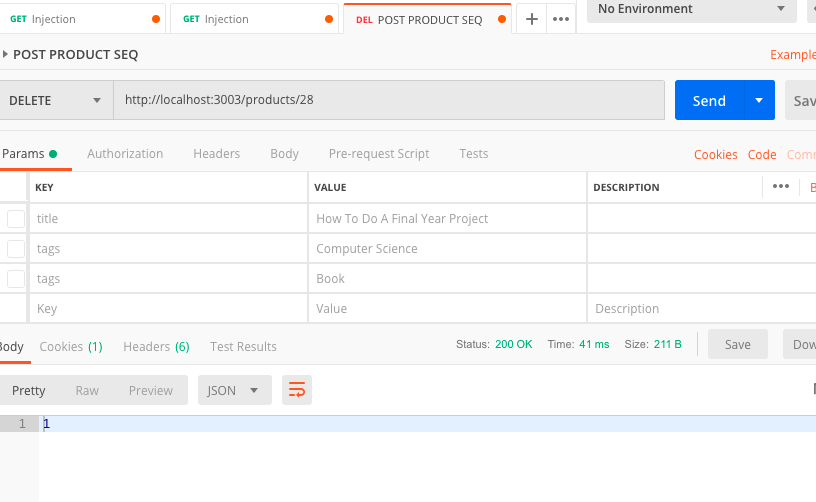 GET Injection GET Injection DEL POST PRODUCT SEQ + ••• No Environment
POST PRODUCT SEQ Example
DELETE http://localhost:3003/products/28 Send Sav
Params Authorization Headers Body Pre-request Script Tests Cookies Code Comm
KEY VALUE DESCRIPTION ••• B
title How To Do A Final Year Project
tags Computer Science
tags Book
Key Value Description
Body Cookies (1) Headers (6) Test Results Status: 200 OK Time: 41 ms Size: 211 B Save Dow
Pretty Raw Preview JSON
1 1